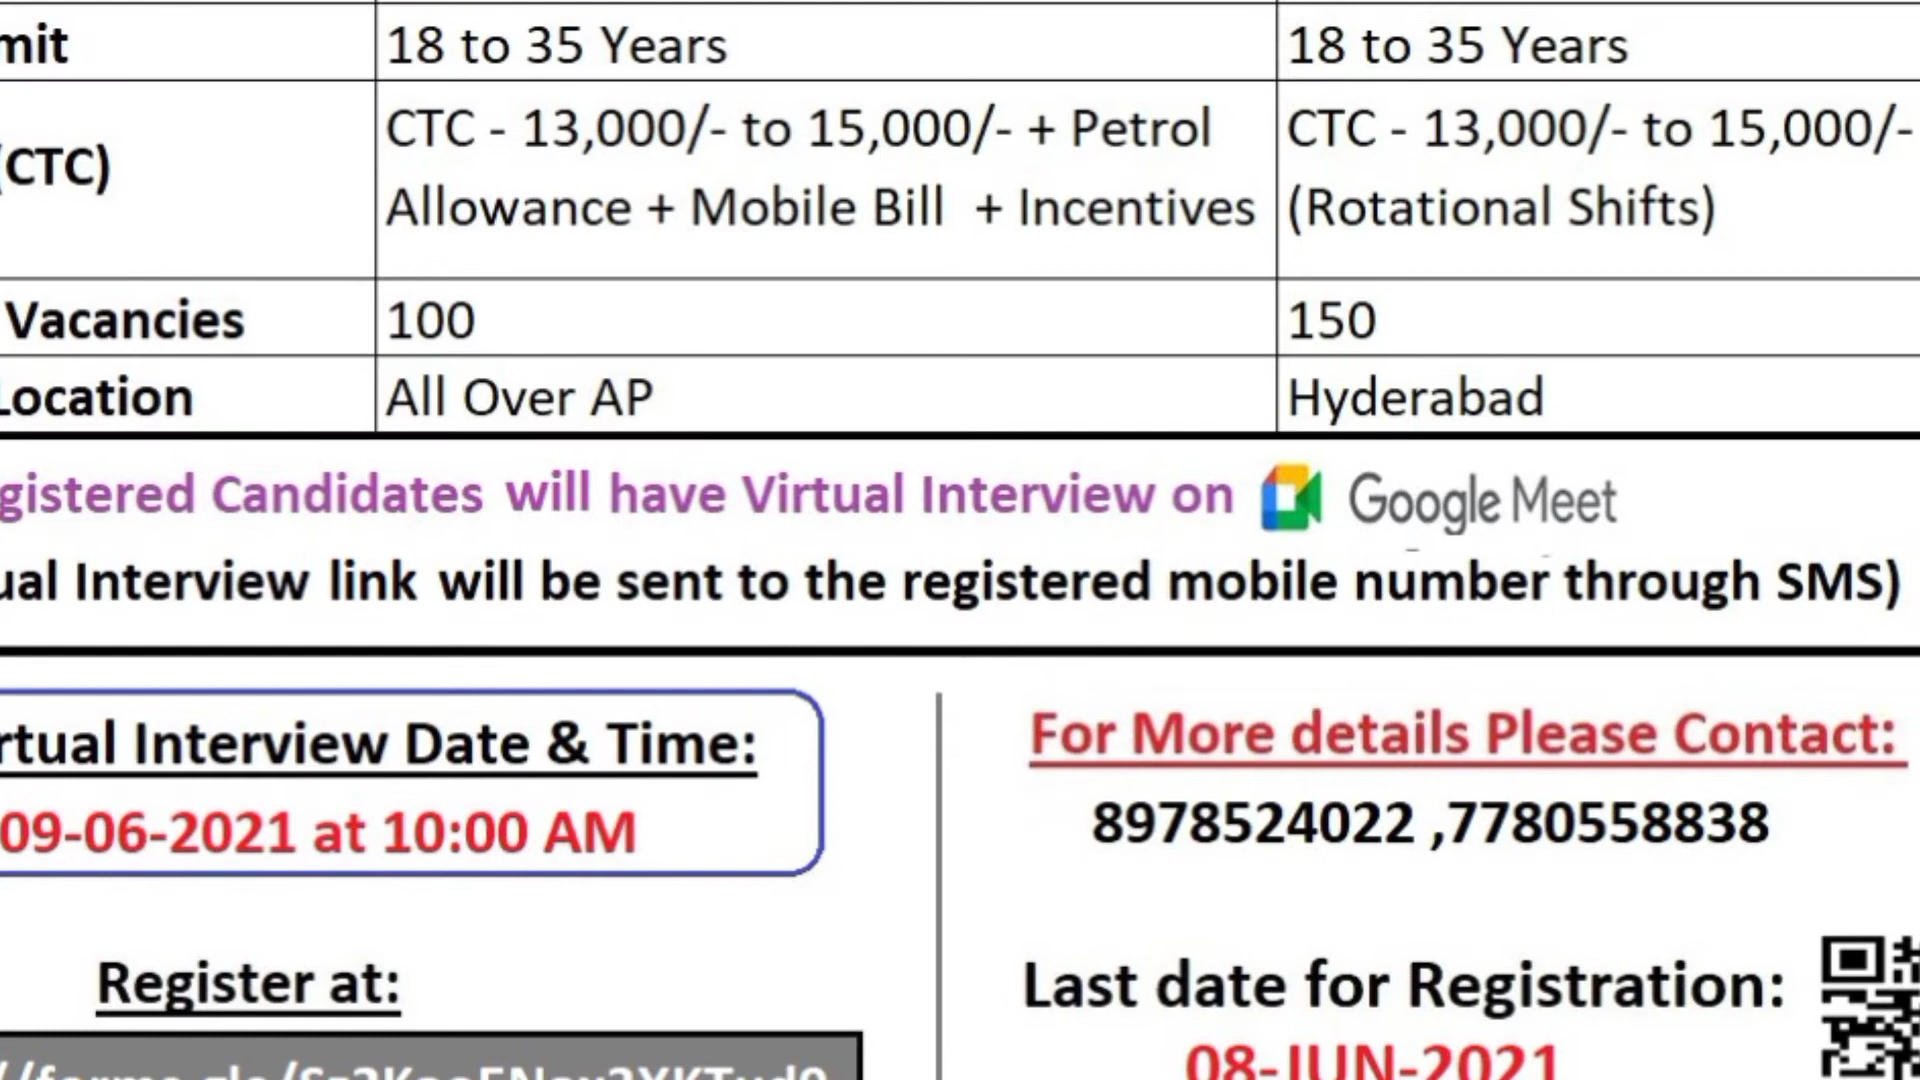 mit 18 to 35 Years 18 to 35 Years
(CTC) CTC - 13,000/- to 15,000/- + Petrol CTC - 13,000/- to 15,000/-
Allowance + Mobile Bill + Incentives (Rotational Shifts)
Vacancies 100 150
Location All Over AP Hyderabad
gistered Candidates will have Virtual Interview on Google Meet
ual Interview link will be sent to the registered mobile number through SMS)
rtual Interview Date & Time:
09-06-2021 at 10:00 AM
For More details Please Contact:
8978524022 ,7780558838
Register at:
Last date for Registration:
08-JUN-2021